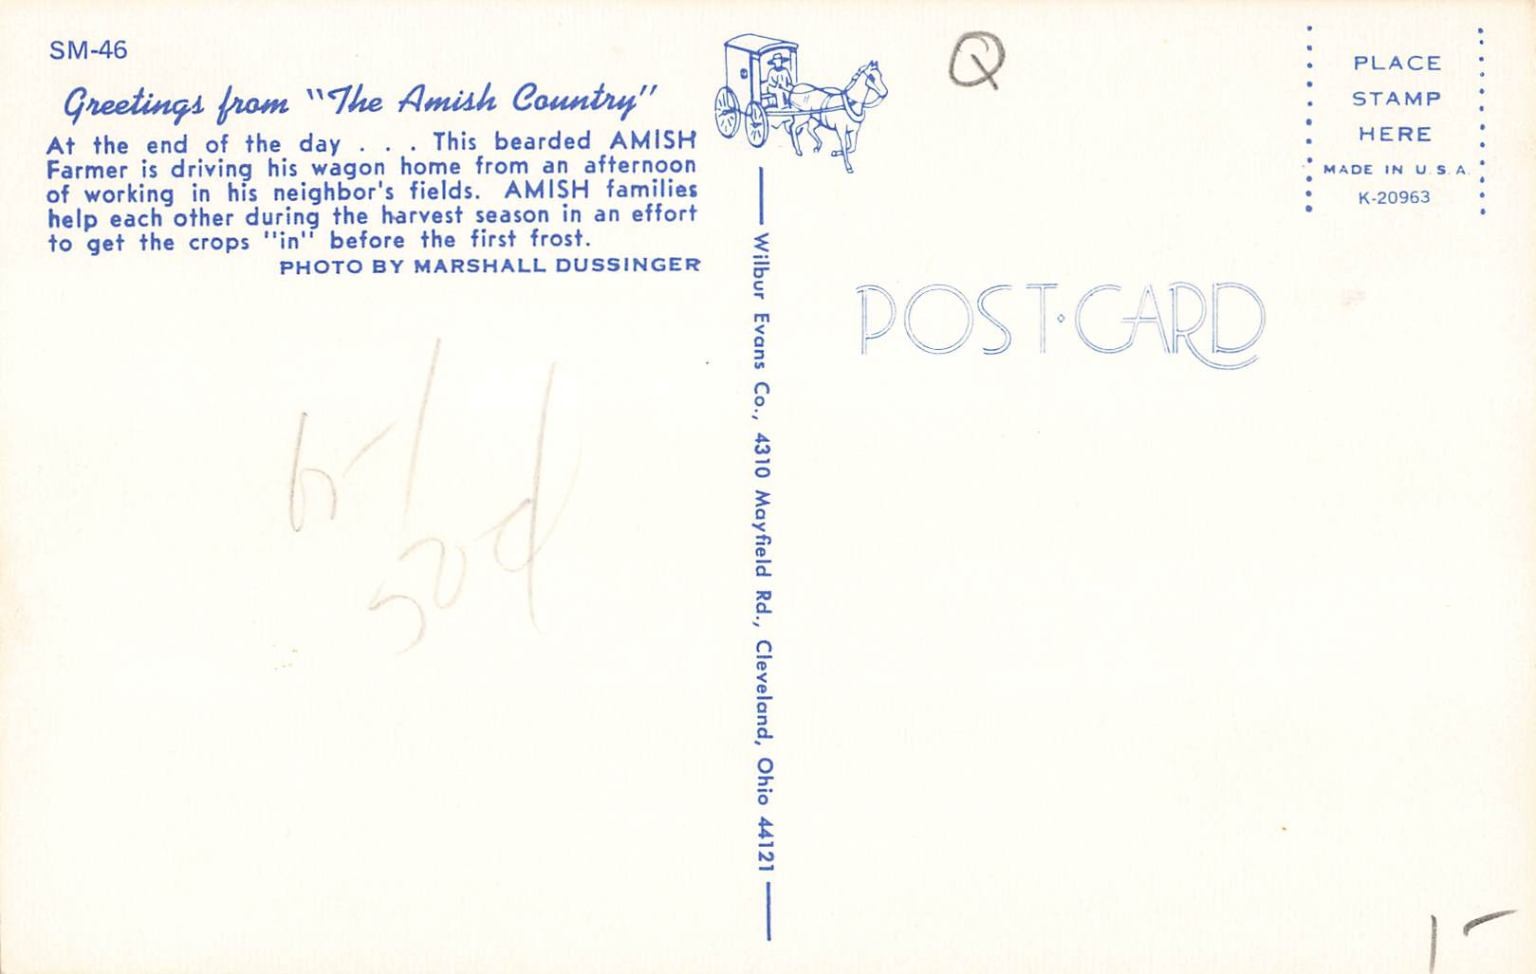 SM-46
Greetings from "The Amish Country"
At the end of the day . . . This bearded AMISH
Farmer is driving his wagon home from an afternoon
of working in his neighbor's fields. AMISH families
help each other during the harvest season in an effort
to get the crops "in" before the first frost.
PHOTO BY MARSHALL DUSSINGER
Wilbur Evans Co., 4310 Mayfield Rd., Cleveland, Ohio 44121
Q
PLACE
STAMP
HERE
MADE IN U.S.A.
K-20963
POST·CARD